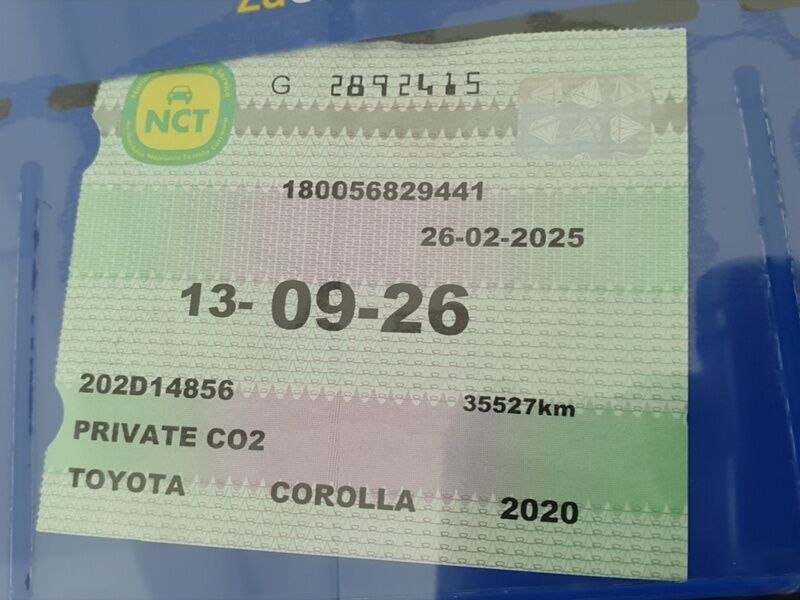 G 2892415
NCT
180056829441
26-02-2025
13-09-26
202D14856
35527km
PRIVATE CO2
TOYOTA COROLLA 2020